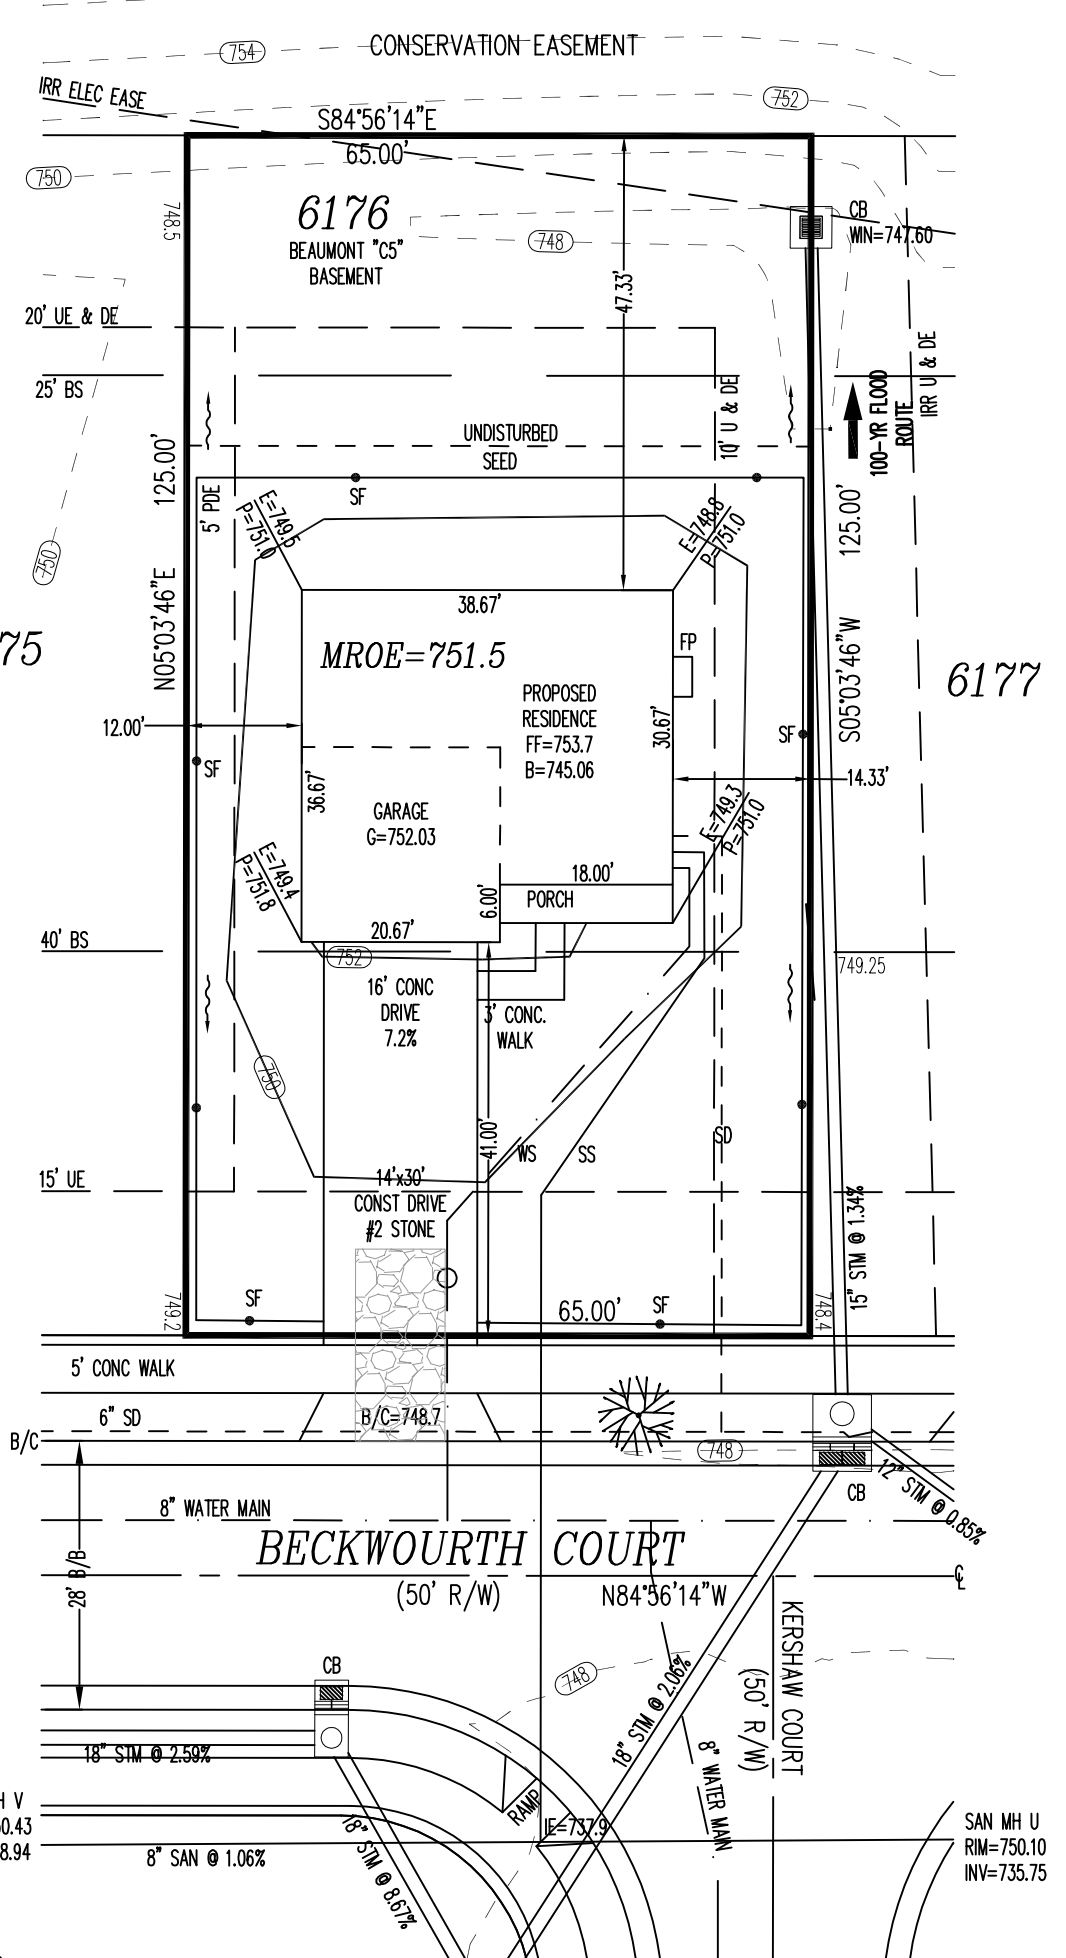 CONSERVATION EASEMENT
754
IRR ELEC EASE
752
S84°56'14"E
65.00'
750
748.5
6176
BEAUMONT "C5"
BASEMENT
748
CB
WIN=747.60
47.33'
20' UE & DE
25' BS
10' U & DE
IRR U & DE
100-YR FLOOD
ROUTE
UNDISTURBED
SEED
125.00'
N05°03'46"E
5' PDE
SF
E=749.5
P=751.0
E=748.8
P=751.0
125.00'
S05°03'46"W
750
38.67'
75
MROE=751.5
FP
6177
PROPOSED
RESIDENCE
FF=753.7
B=745.06
30.67'
12.00'
SF
SF
14.33'
36.67'
GARAGE
G=752.03
E=749.3
P=751.0
E=749.4
P=751.8
18.00'
PORCH
6.00'
20.67'
40' BS
752
749.25
16' CONC
DRIVE
7.2%
3' CONC.
WALK
750
41.00'
WS
SS
SD
15' UE
14'x30'
CONST DRIVE
#2 STONE
15" STM @ 1.34%
749.2
SF
65.00'
SF
748.4
5' CONC WALK
6" SD
B/C=748.7
B/C
748
12" STM @ 0.85%
CB
8" WATER MAIN
BECKWOURTH COURT
28' B/B
(50' R/W)
N84°56'14"W
℄
KERSHAW COURT
(50' R/W)
CB
748
18" STM @ 2.06%
18" STM @ 2.59%
8" WATER MAIN
RAMP
IE=737.9
H V
0.43
8.94
8" SAN @ 1.06%
18" STM @ 8.67%
SAN MH U
RIM=750.10
INV=735.75